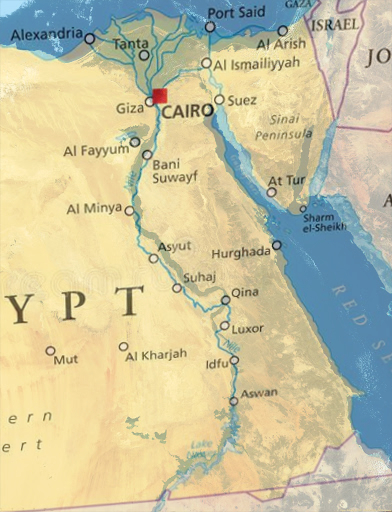 GAZA
Port Said
ISRAEL
Alexandria
Tanta
Al Arish
JO
Al Ismailiyyah
Giza
CAIRO
Suez
Sinai
Peninsula
Al Fayyum
Bani
Suwayf
At Tur
Al Minya
Sharm
el-Sheikh
Asyut
Hurghada
Suhaj
Qina
RED S
YPT
Luxor
Nile
Mut
Al Kharjah
Idfu
Aswan
ern
ert
Lake